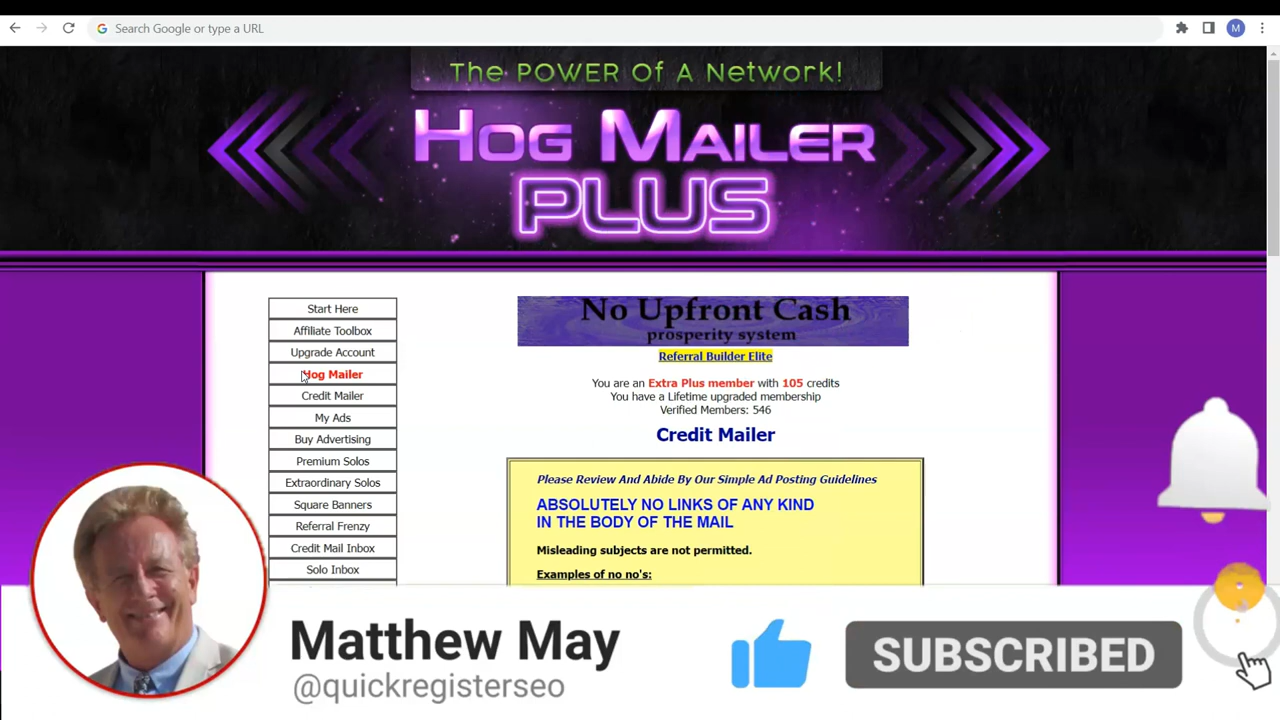 Search Google or type a URL
M
The POWER Of A Network!
Hog Mailer
PLUS
Start Here
Affiliate Toolbox
Upgrade Account
Hog Mailer
Credit Mailer
My Ads
Buy Advertising
Premium Solos
Extraordinary Solos
Square Banners
Referral Frenzy
Credit Mail Inbox
Solo Inbox
No Upfront Cash
prosperity system
Referral Builder Elite
You are an Extra Plus member with 105 credits
You have a Lifetime upgraded membership
Verified Members: 546
Credit Mailer
Please Review And Abide By Our Simple Ad Posting Guidelines
ABSOLUTELY NO LINKS OF ANY KIND
IN THE BODY OF THE MAIL
Misleading subjects are not permitted.
Examples of no no's:
Matthew May
@quickregisterseo
SUBSCRIBED